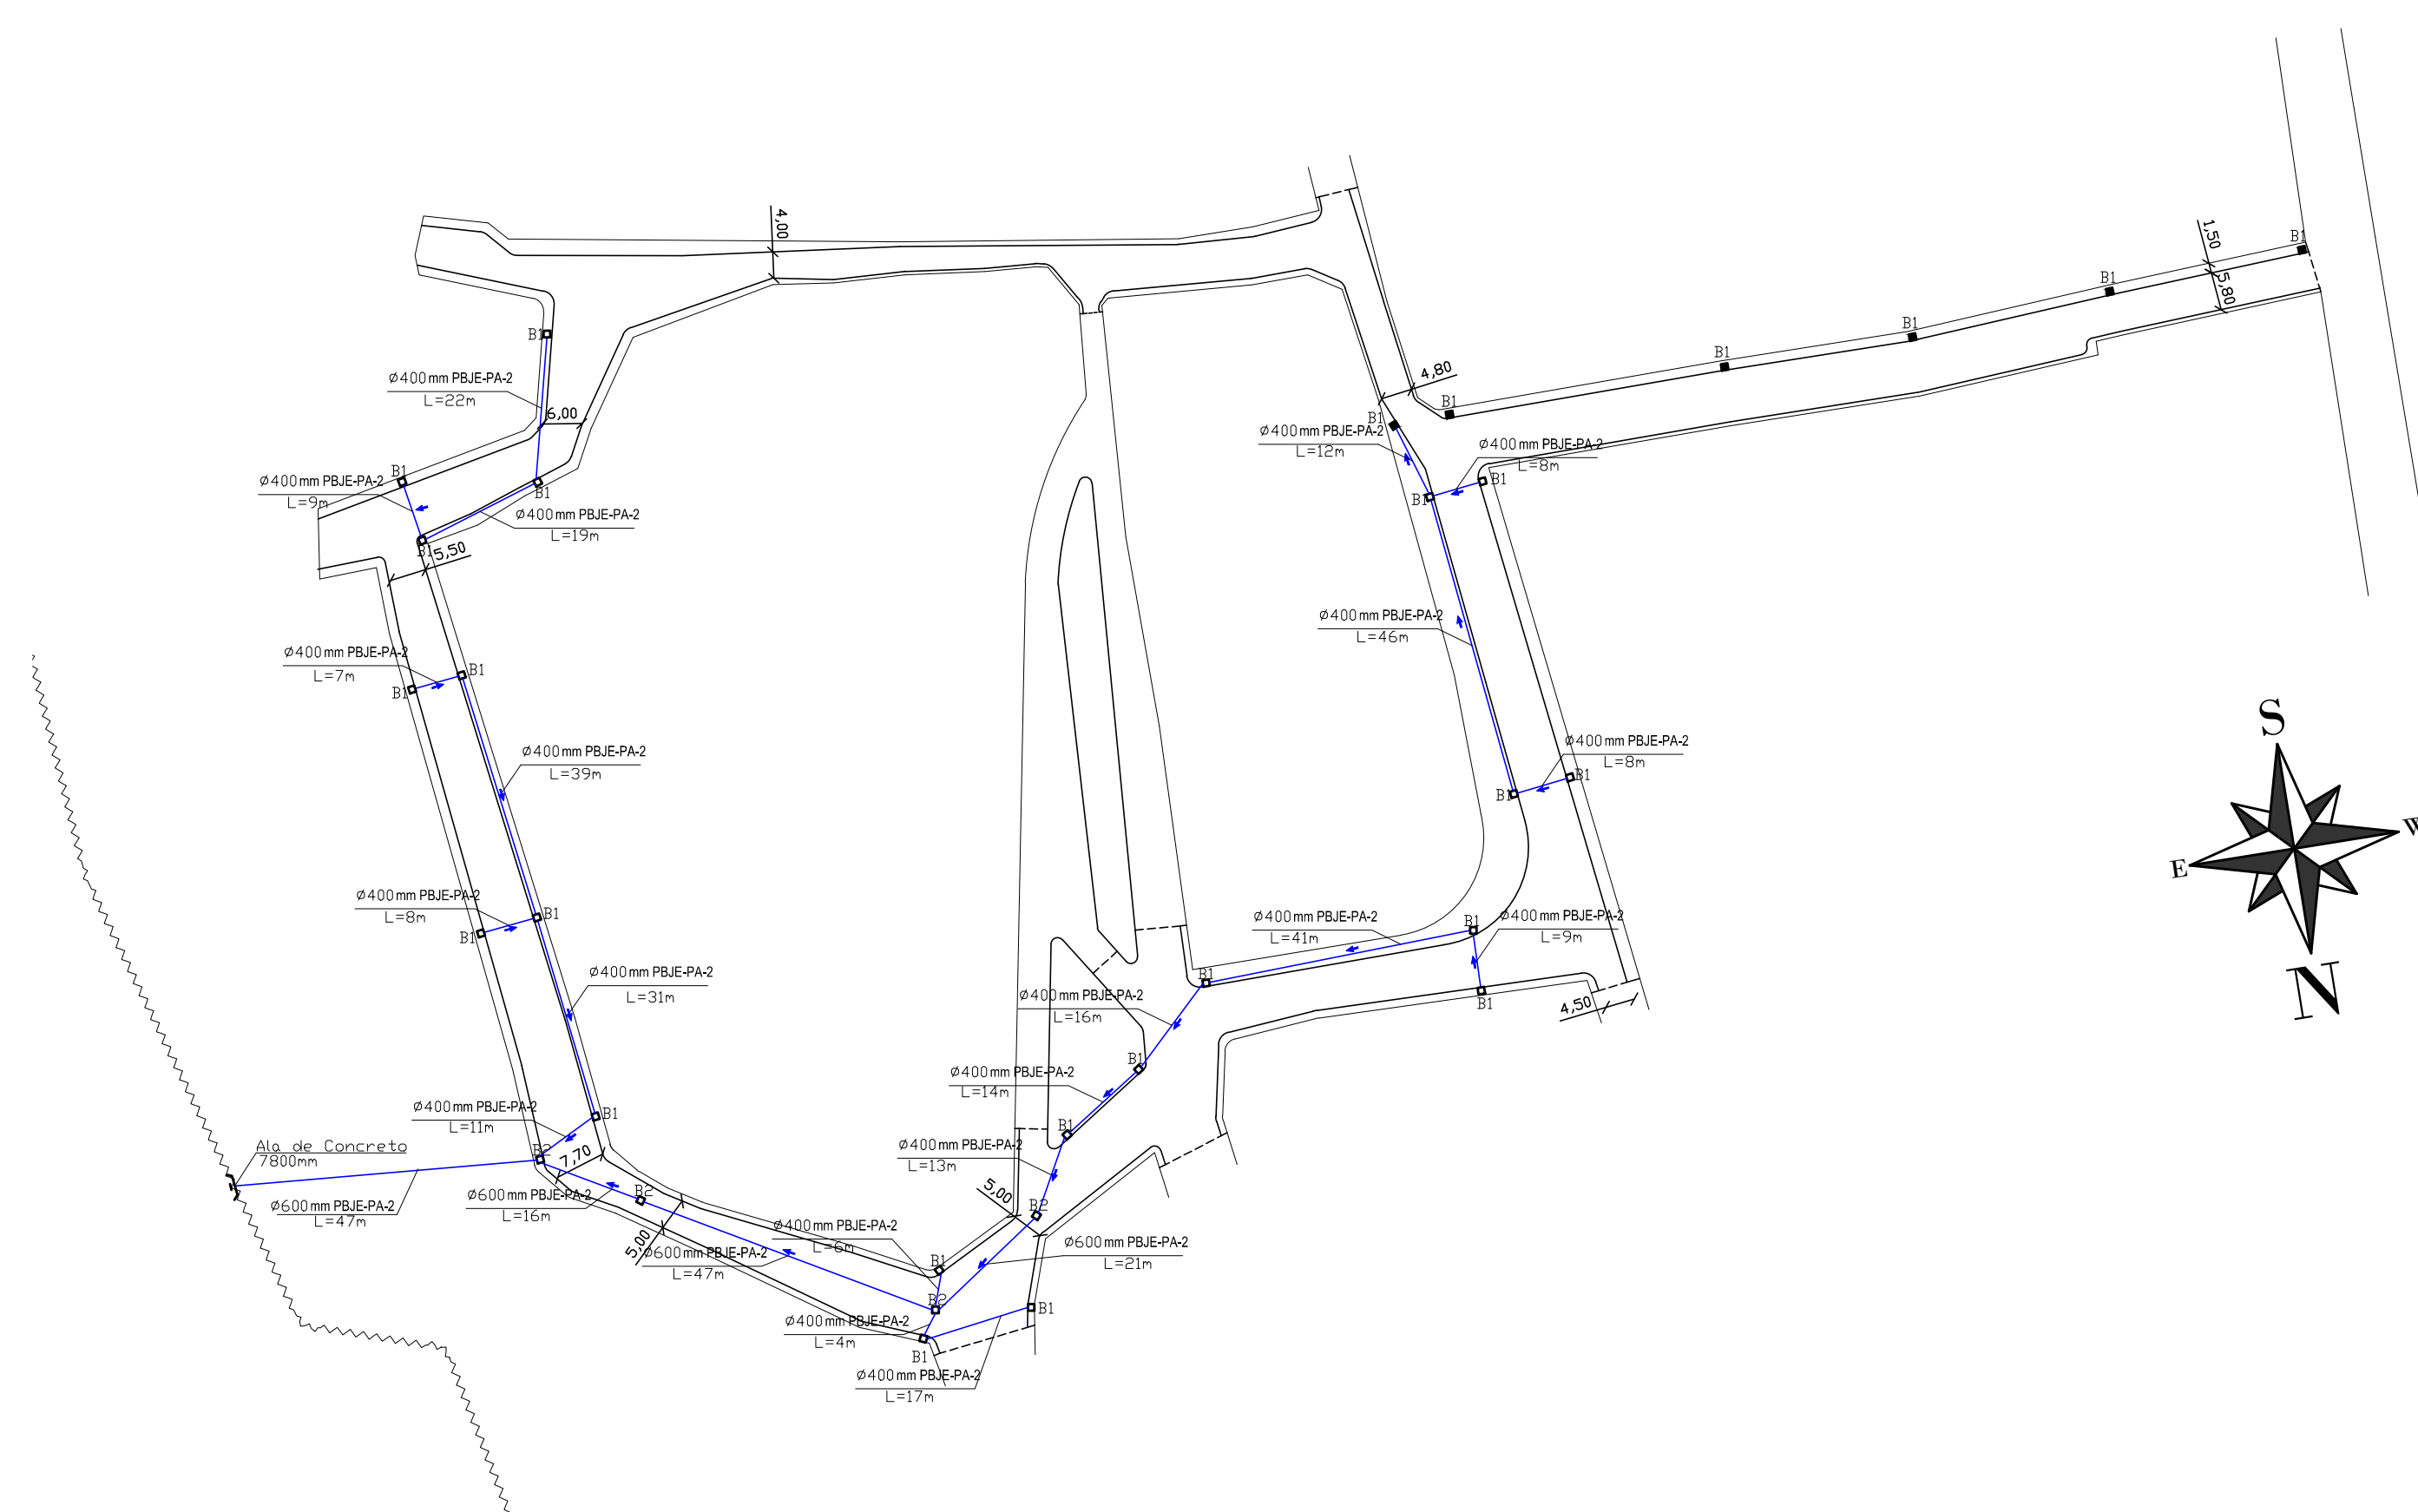 4,00
1,50
B1
5,80
B1
B1
B1
B1
4,80
B1
B1
Ø400mm PBJE-PA-2
L=22m
6,00
Ø400mm PBJE-PA-2
L=12m
Ø400mm PBJE-PA-2
L=8m
B1
B1
B1
Ø400mm PBJE-PA-2
L=9m
B1
Ø400mm PBJE-PA-2
L=19m
B1
5,50
Ø400mm PBJE-PA-2
L=46m
Ø400mm PBJE-PA-2
L=7m
B1
B1
S
Ø400mm PBJE-PA-2
L=39m
Ø400mm PBJE-PA-2
L=8m
B1
B1
W
E
N
Ø400mm PBJE-PA-2
L=8m
B1
B1
Ø400mm PBJE-PA-2
L=41m
B1
Ø400mm PBJE-PA-2
L=9m
Ø400mm PBJE-PA-2
L=31m
B1
Ø400mm PBJE-PA-2
L=16m
B1
4,50
Ø400mm PBJE-PA-2
L=14m
B1
Ø400mm PBJE-PA-2
L=11m
B1
B1
Ala de Concreto
7800mm
B2
7,70
Ø400mm PBJE-PA-2
L=13m
Ø600mm PBJE-PA-2
L=47m
Ø600mm PBJE-PA-2
L=16m
B2
5,00
B2
Ø400mm PBJE-PA-2
L=6m
5,00
Ø600mm PBJE-PA-2
L=47m
B1
Ø600mm PBJE-PA-2
L=21m
B2
B1
Ø400mm PBJE-PA-2
L=4m
B1
Ø400mm PBJE-PA-2
L=17m